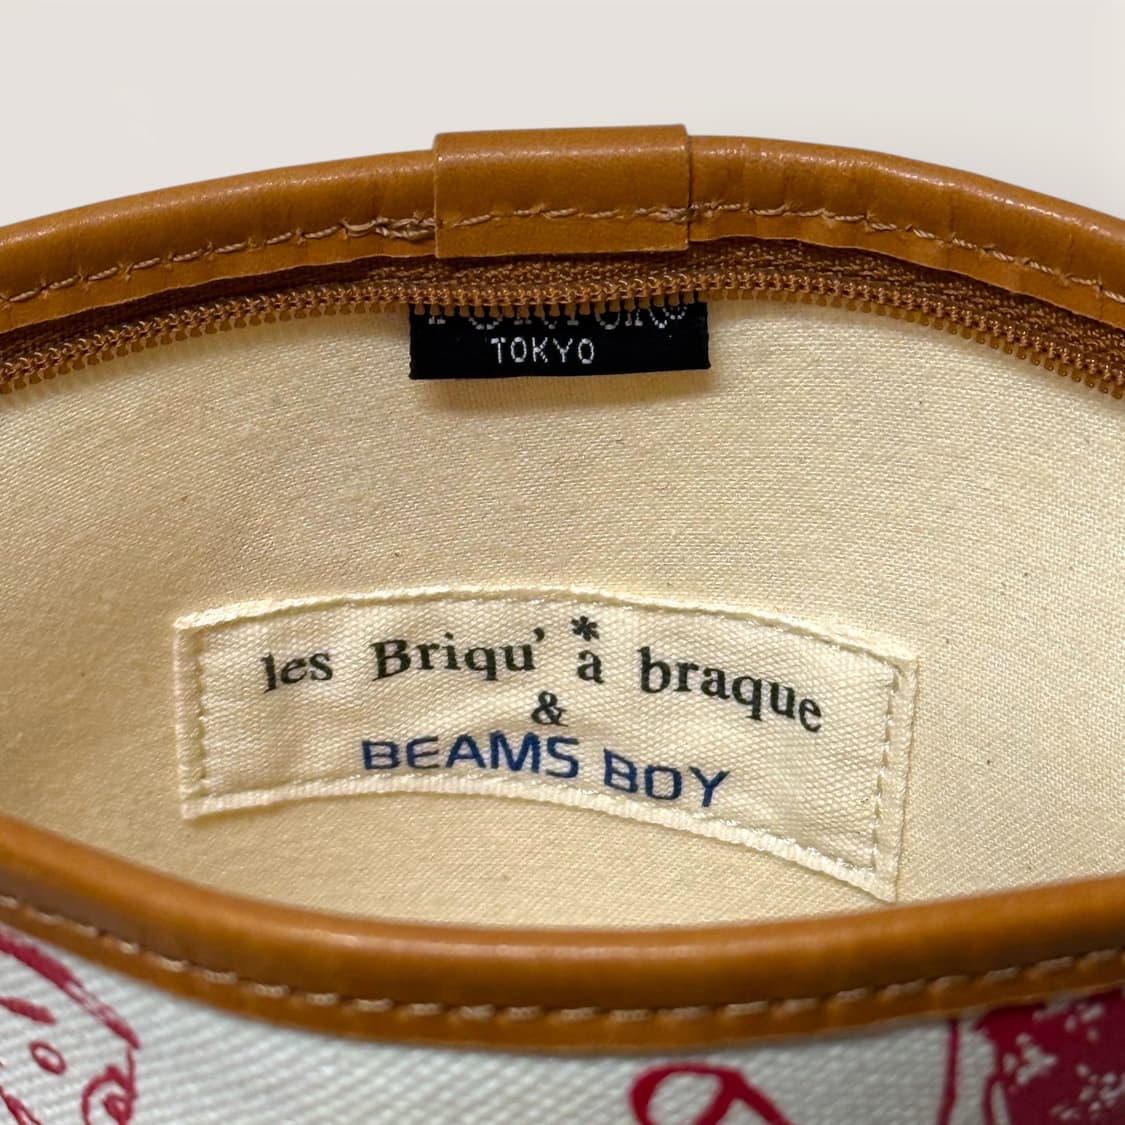 TOKYO
les Briqu' * a braque
&
BEAMS BOY